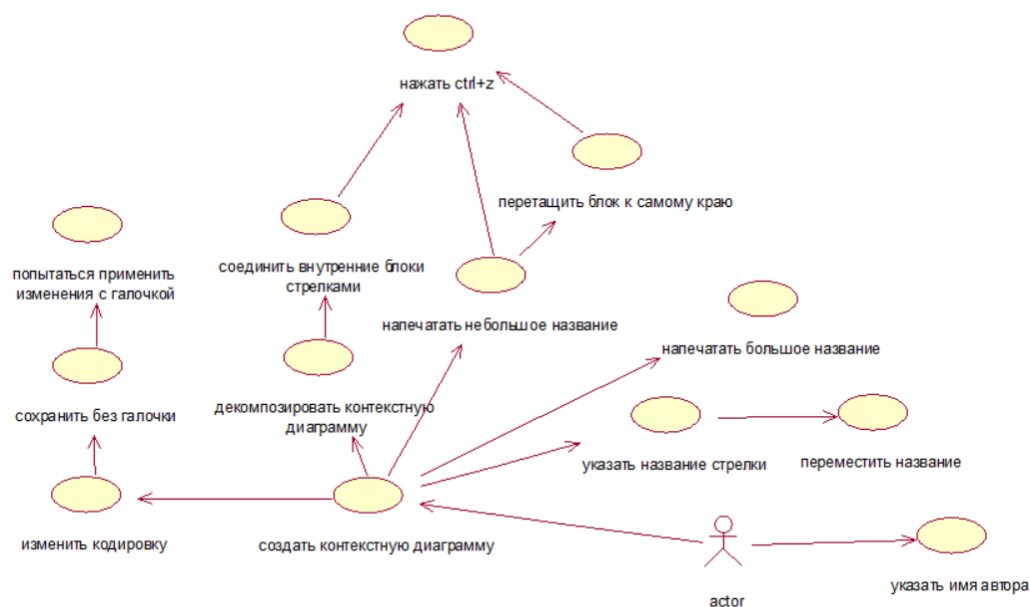 нажать ctrl+z
перетащить блок к самому краю
попытаться применить
изменения с галочкой
соединить внутренние блоки
стрелками
напечатать небольшое название
напечатать большое название
сохранить без галочки
декомпозировать контекстную
диаграмму
указать название стрелки
переместить название
изменить кодировку
создать контекстную диаграмму
actor
указать имя автора